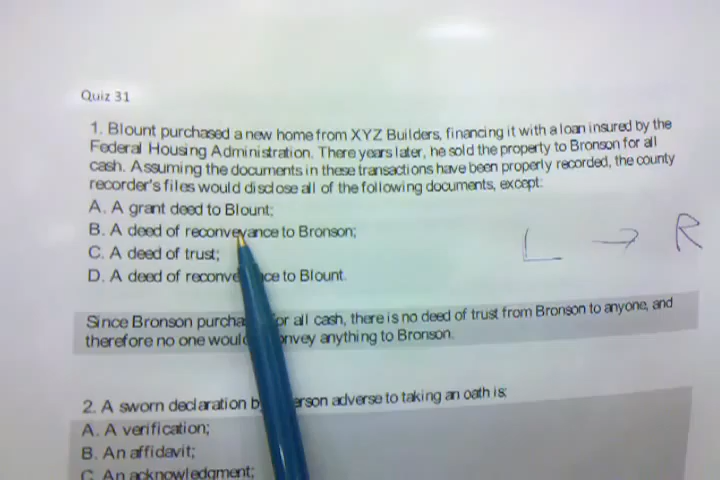 Quiz 31
1. Blount purchased a new home from XYZ Builders, financing it with a loan insured by the
Federal Housing Administration. There years later, he sold the property to Bronson for all
cash. Assuming the documents in these transactions have been properly recorded, the county
recorder's files would disclose all of the following documents, except:
A. A grant deed to Blount;
B. A deed of reconveyance to Bronson;
C. A deed of trust;
D. A deed of reconve nce to Blount.
L → R
Since Bronson purcha for all cash, there is no deed of trust from Bronson to anyone, and
therefore no one would convey anything to Bronson.
2. A sworn declaration b erson adverse to taking an oath is;
A. A verification;
B. An affidavit;
C. An acknowledgment;